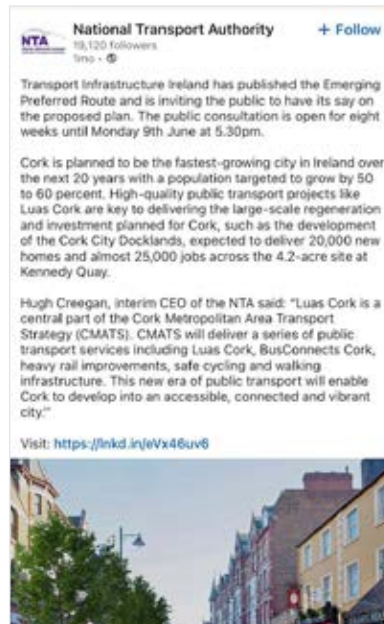 National Transport Authority
+ Follow
NTA
19,120 followers
1mo •
Transport Infrastructure Ireland has published the Emerging
Preferred Route and is inviting the public to have its say on
the proposed plan. The public consultation is open for eight
weeks until Monday 9th June at 5.30pm.
Cork is planned to be the fastest-growing city in Ireland over
the next 20 years with a population targeted to grow by 50
to 60 percent. High-quality public transport projects like
Luas Cork are key to delivering the large-scale regeneration
and investment planned for Cork, such as the development
of the Cork City Docklands, expected to deliver 20,000 new
homes and almost 25,000 jobs across the 4.2-acre site at
Kennedy Quay.
Hugh Creegan, interim CEO of the NTA said: "Luas Cork is a
central part of the Cork Metropolitan Area Transport
Strategy (CMATS). CMATS will deliver a series of public
transport services including Luas Cork, BusConnects Cork,
heavy rail improvements, safe cycling and walking
infrastructure. This new era of public transport will enable
Cork to develop into an accessible, connected and vibrant
city."
Visit: https://lnkd.in/eVx46uv6